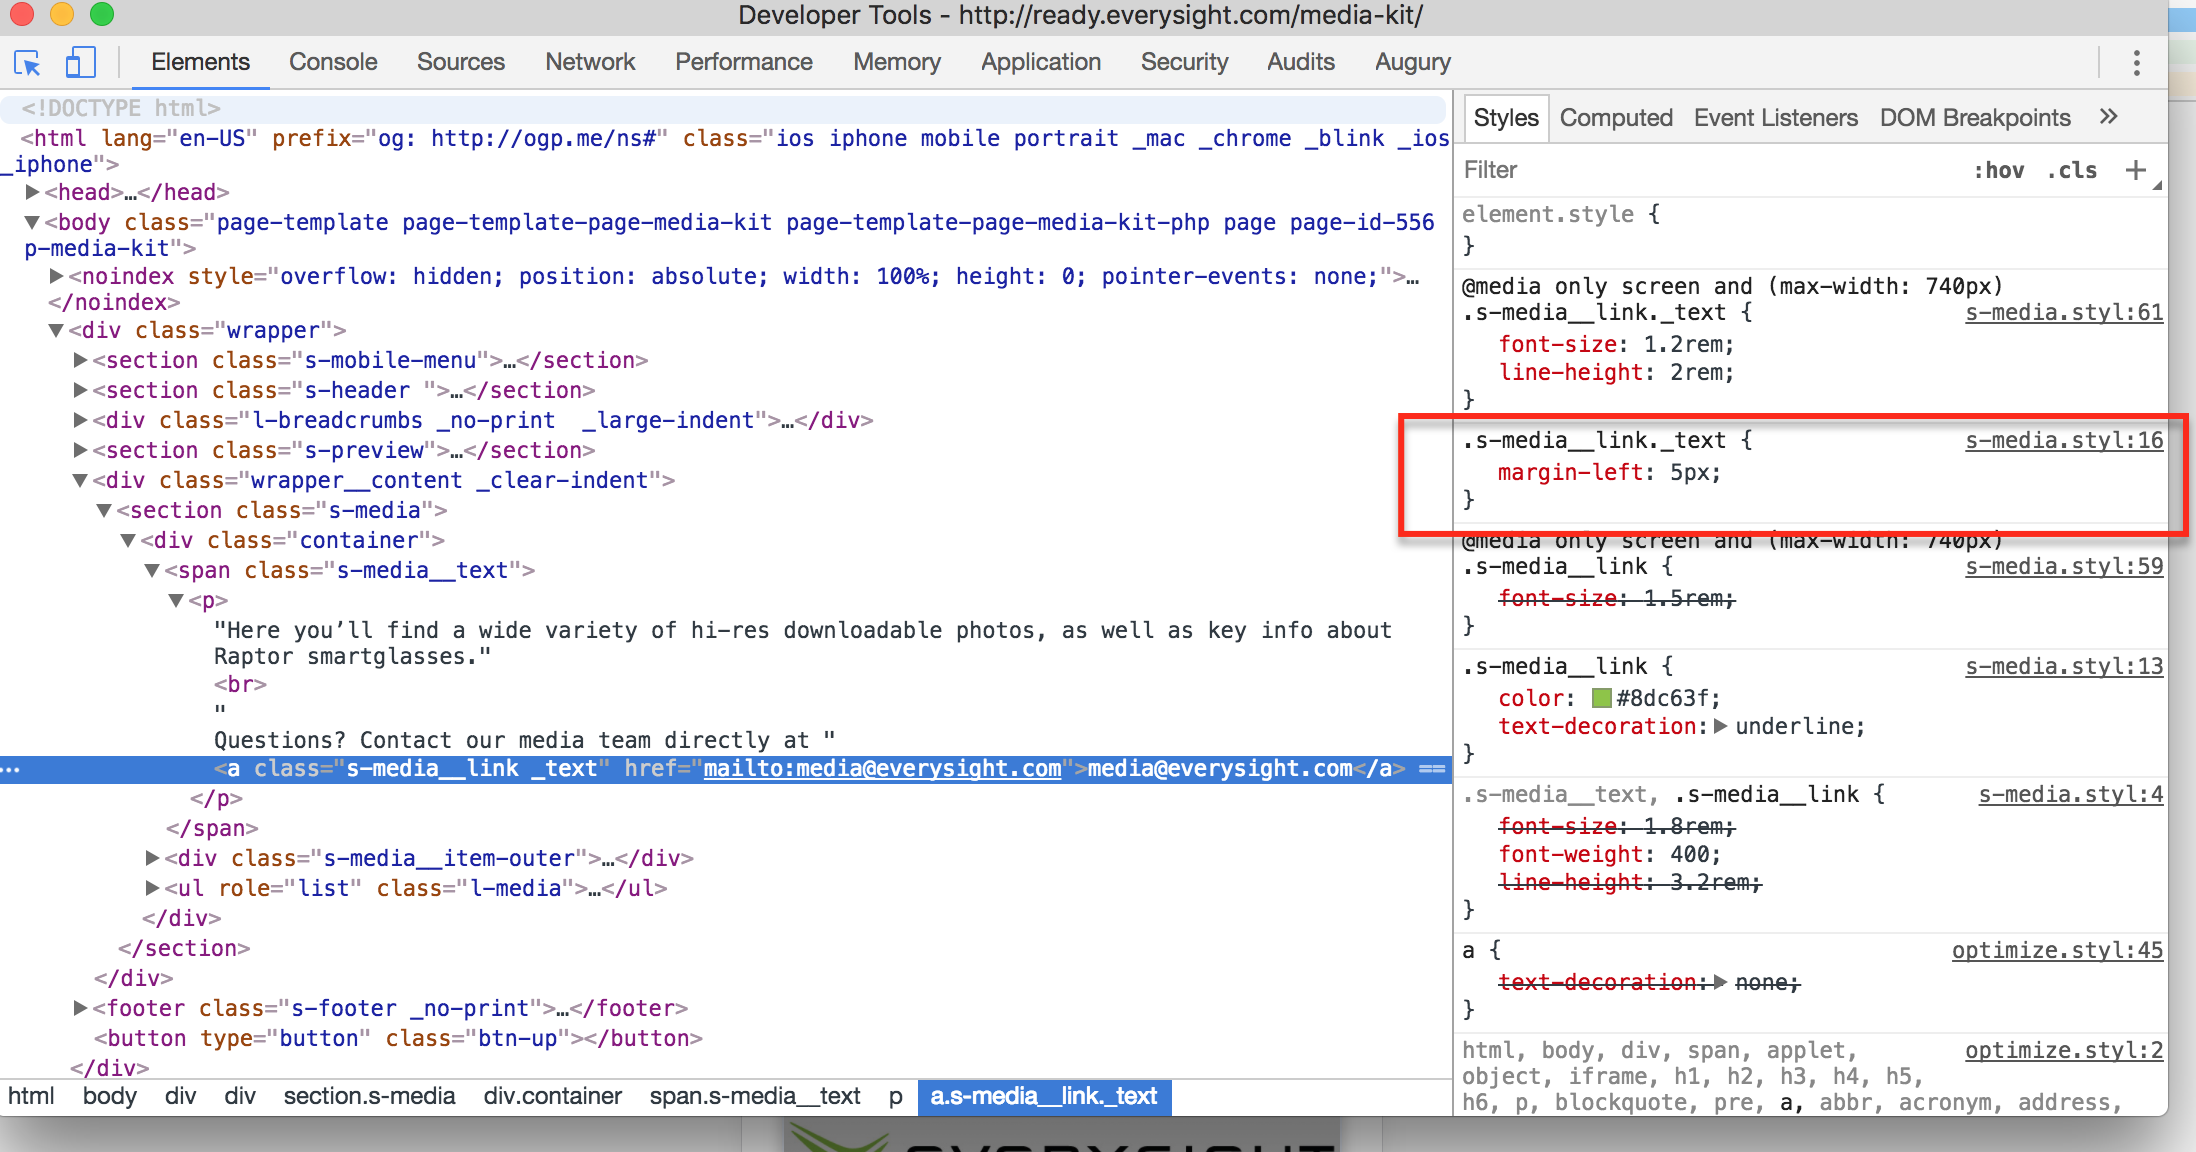 Developer Tools - http://ready.everysight.com/media-kit/
Elements Console Sources Network Performance Memory Application Security Audits Augury
<!DOCTYPE html>
<html lang="en-US" prefix="og: http://ogp.me/ns#" class="ios iphone mobile portrait _mac _chrome _blink _ios
_iphone">
<head>…</head>
<body class="page-template page-template-page-media-kit page-template-page-media-kit-php page page-id-556
p-media-kit">
<noindex style="overflow: hidden; position: absolute; width: 100%; height: 0; pointer-events: none;">…
</noindex>
<div class="wrapper">
<section class="s-mobile-menu">…</section>
<section class="s-header ">…</section>
<div class="l-breadcrumbs _no-print  _large-indent">…</div>
<section class="s-preview">…</section>
<div class="wrapper__content _clear-indent">
<section class="s-media">
<div class="container">
<span class="s-media__text">
<p>
"Here you’ll find a wide variety of hi-res downloadable photos, as well as key info about
Raptor smartglasses."
<br>
"
Questions? Contact our media team directly at "
<a class="s-media__link _text" href="mailto:media@everysight.com">media@everysight.com</a> ==
</p>
</span>
<div class="s-media__item-outer">…</div>
<ul role="list" class="l-media">…</ul>
</div>
</section>
</div>
<footer class="s-footer _no-print">…</footer>
<button type="button" class="btn-up"></button>
</div>
html body div div section.s-media div.container span.s-media__text p a.s-media__link._text
Styles Computed Event Listeners DOM Breakpoints »
Filter :hov .cls +
element.style {
}
@media only screen and (max-width: 740px)
.s-media__link._text { s-media.styl:61
font-size: 1.2rem;
line-height: 2rem;
}
.s-media__link._text { s-media.styl:16
margin-left: 5px;
}
@media only screen and (max-width: 740px)
.s-media__link { s-media.styl:59
font-size: 1.5rem;
}
.s-media__link { s-media.styl:13
color: #8dc63f;
text-decoration: underline;
}
.s-media__text, .s-media__link { s-media.styl:4
font-size: 1.8rem;
font-weight: 400;
line-height: 3.2rem;
}
a { optimize.styl:45
text-decoration: none;
}
html, body, div, span, applet, optimize.styl:2
object, iframe, h1, h2, h3, h4, h5,
h6, p, blockquote, pre, a, abbr, acronym, address,
EVERYSIGHT